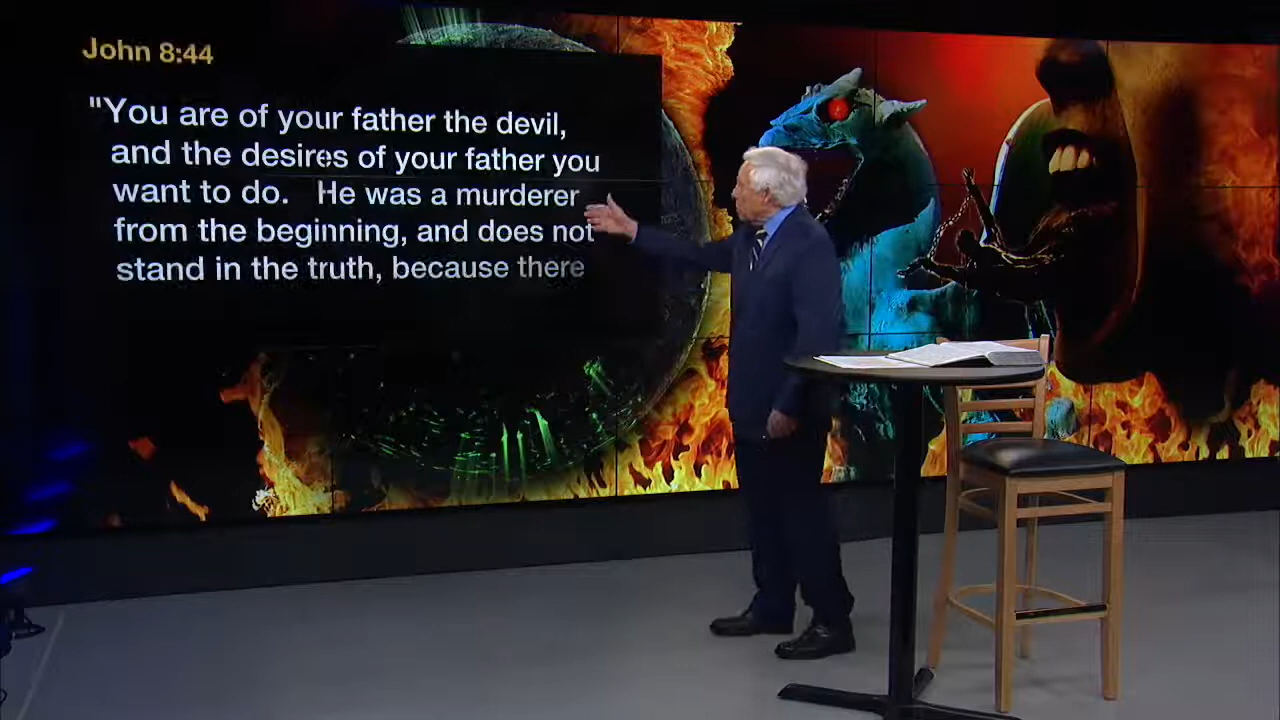 John 8:44
"You are of your father the devil,
and the desires of your father you
want to do. He was a murderer
from the beginning, and does not
stand in the truth, because there